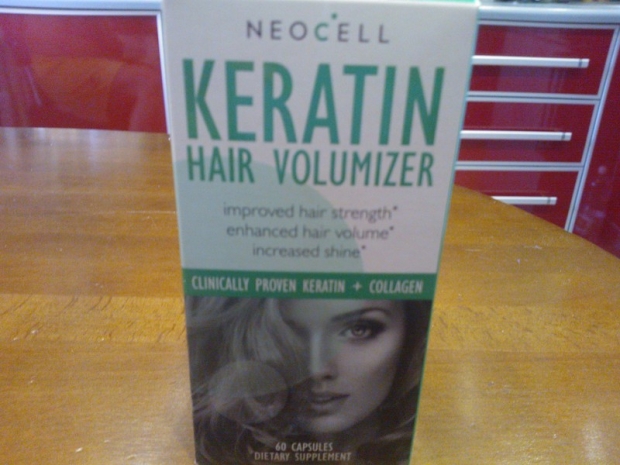 NEOCELL
KERATIN
HAIR VOLUMIZER
improved hair strength*
enhanced hair volume*
increased shine*
CLINICALLY PROVEN KERATIN + COLLAGEN
60 CAPSULES
DIETARY SUPPLEMENT